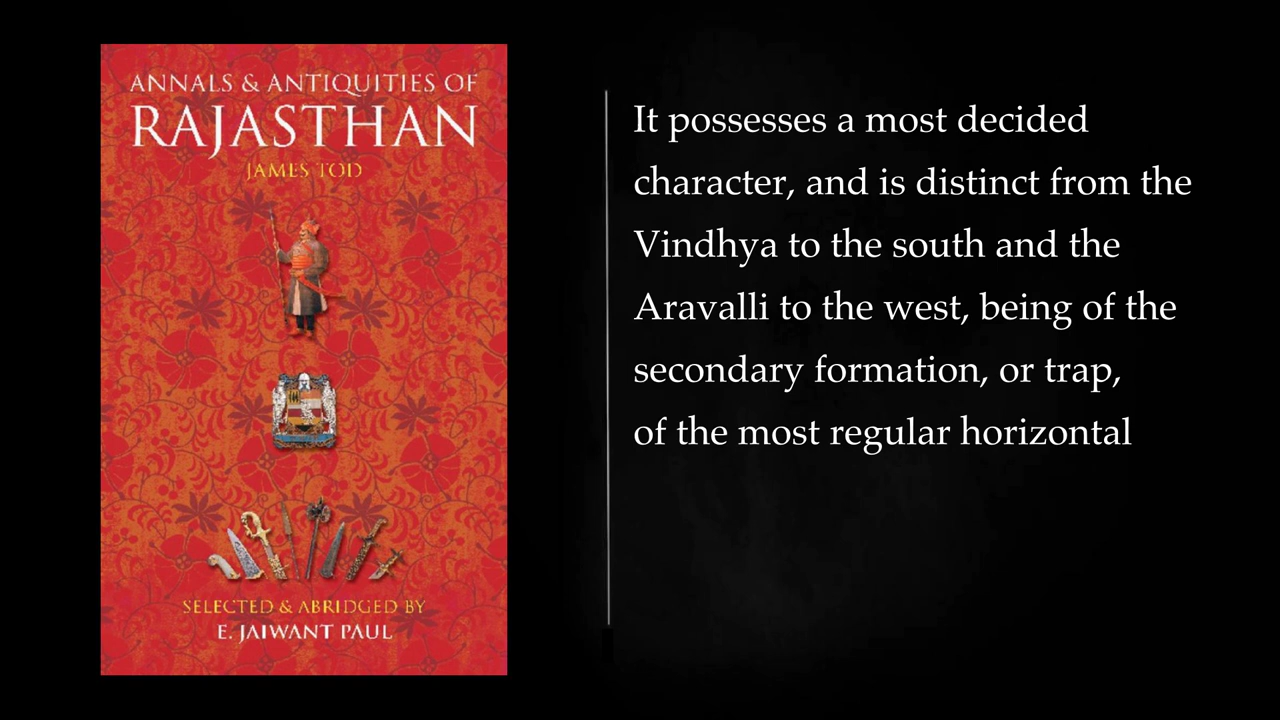 ANNALS & ANTIQUITIES OF
RAJASTHAN
JAMES TOD
SELECTED & ABRIDGED BY
E. JAIWANT PAUL
It possesses a most decided
character, and is distinct from the
Vindhya to the south and the
Aravalli to the west, being of the
secondary formation, or trap,
of the most regular horizontal